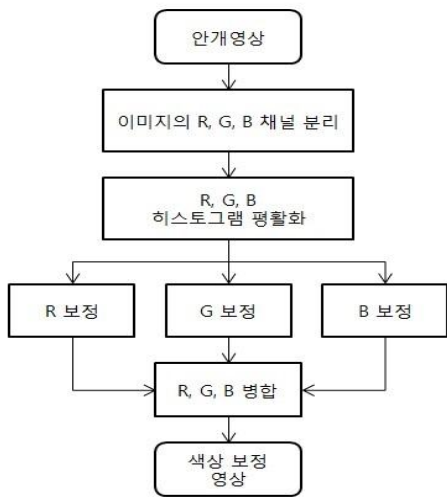 안개영상
이미지의 R, G, B 채널 분리
R, G, B
히스토그램 평활화
R 보정
G 보정
B 보정
R, G, B 병합
색상 보정
영상